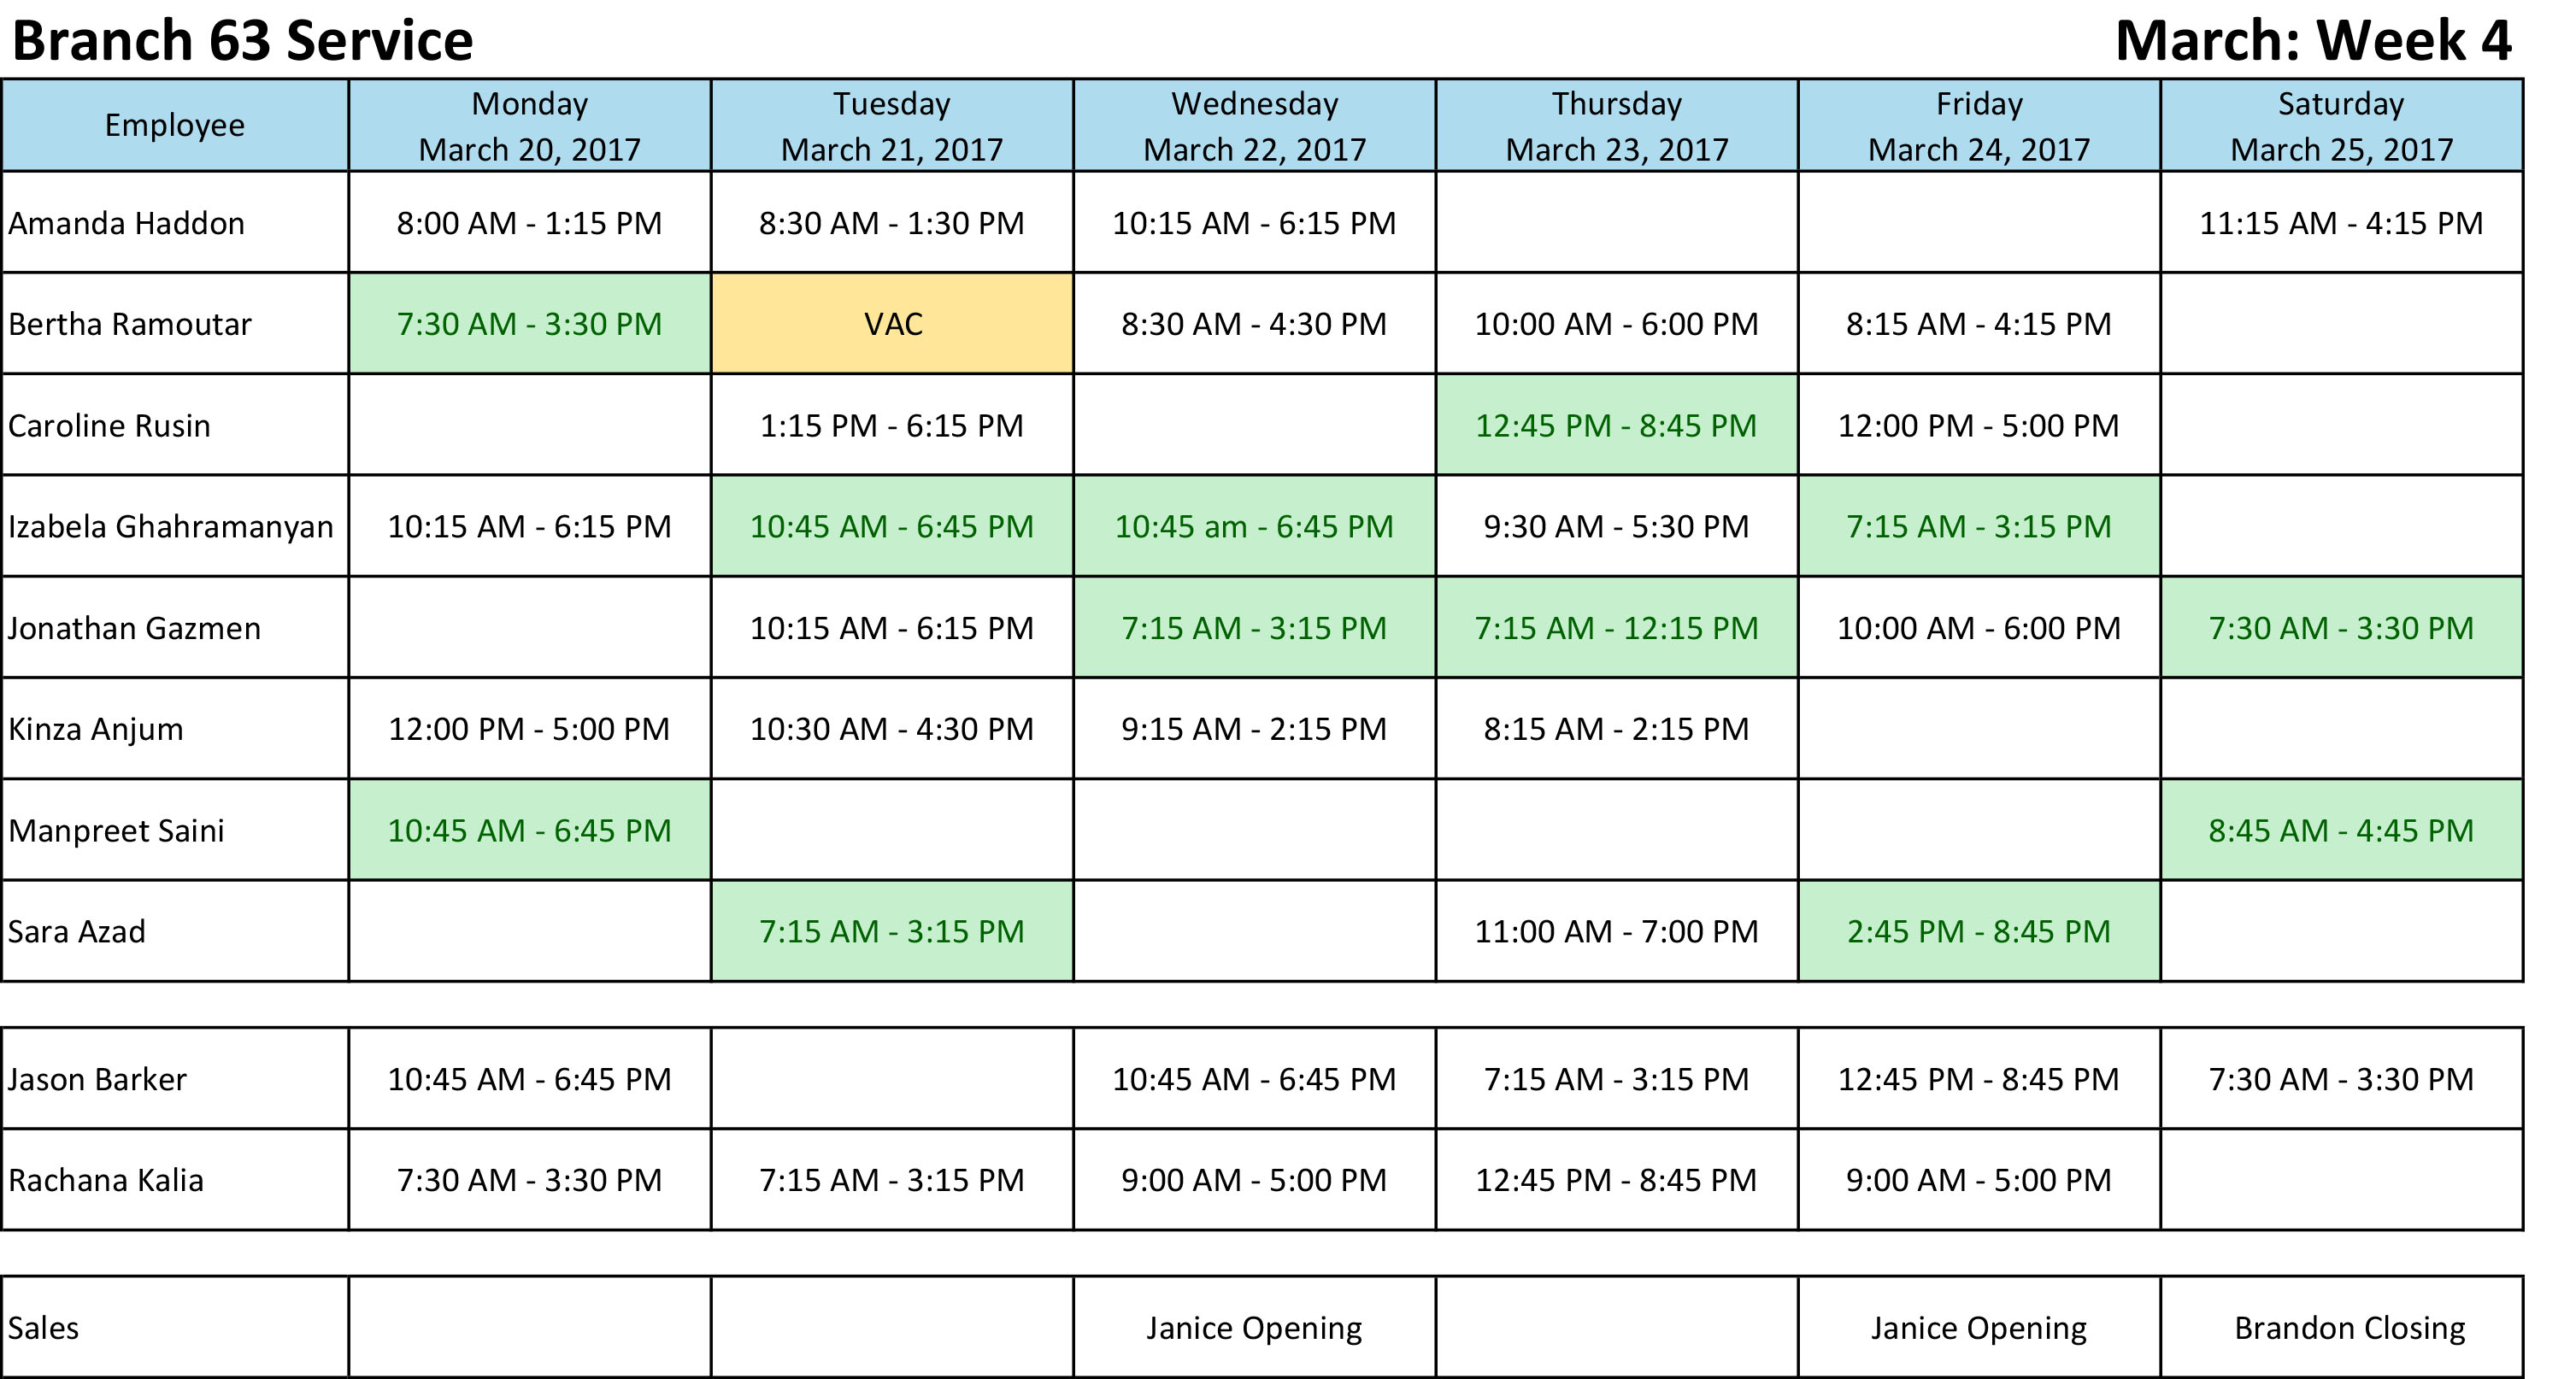 Branch 63 Service March: Week 4
Employee Monday Tuesday Wednesday Thursday Friday Saturday
March 20, 2017 March 21, 2017 March 22, 2017 March 23, 2017 March 24, 2017 March 25, 2017
Amanda Haddon 8:00 AM - 1:15 PM 8:30 AM - 1:30 PM 10:15 AM - 6:15 PM 11:15 AM - 4:15 PM
Bertha Ramoutar 7:30 AM - 3:30 PM VAC 8:30 AM - 4:30 PM 10:00 AM - 6:00 PM 8:15 AM - 4:15 PM
Caroline Rusin 1:15 PM - 6:15 PM 12:45 PM - 8:45 PM 12:00 PM - 5:00 PM
Izabela Ghahramanyan 10:15 AM - 6:15 PM 10:45 AM - 6:45 PM 10:45 am - 6:45 PM 9:30 AM - 5:30 PM 7:15 AM - 3:15 PM
Jonathan Gazmen 10:15 AM - 6:15 PM 7:15 AM - 3:15 PM 7:15 AM - 12:15 PM 10:00 AM - 6:00 PM 7:30 AM - 3:30 PM
Kinza Anjum 12:00 PM - 5:00 PM 10:30 AM - 4:30 PM 9:15 AM - 2:15 PM 8:15 AM - 2:15 PM
Manpreet Saini 10:45 AM - 6:45 PM 8:45 AM - 4:45 PM
Sara Azad 7:15 AM - 3:15 PM 11:00 AM - 7:00 PM 2:45 PM - 8:45 PM
Jason Barker 10:45 AM - 6:45 PM 10:45 AM - 6:45 PM 7:15 AM - 3:15 PM 12:45 PM - 8:45 PM 7:30 AM - 3:30 PM
Rachana Kalia 7:30 AM - 3:30 PM 7:15 AM - 3:15 PM 9:00 AM - 5:00 PM 12:45 PM - 8:45 PM 9:00 AM - 5:00 PM
Sales Janice Opening Janice Opening Brandon Closing